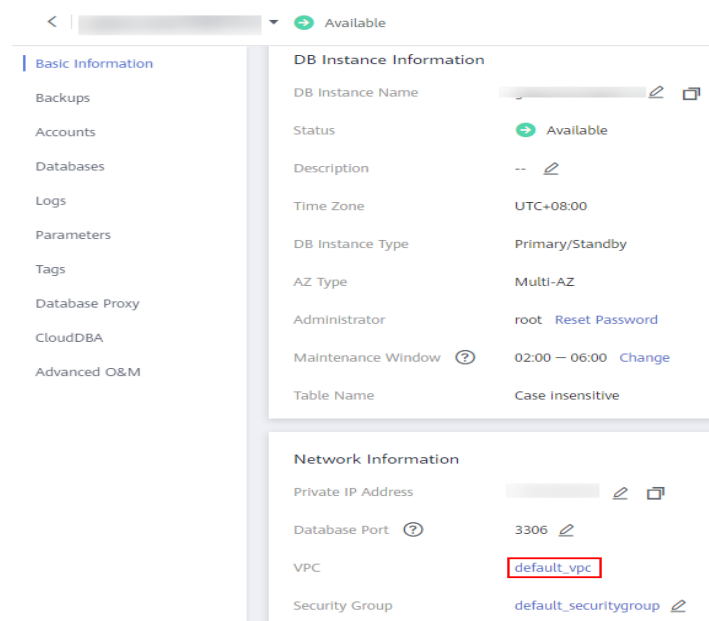 Available
Basic Information
Backups
Accounts
Databases
Logs
Parameters
Tags
Database Proxy
CloudDBA
Advanced O&M
DB Instance Information
DB Instance Name
Status Available
Description --
Time Zone UTC+08:00
DB Instance Type Primary/Standby
AZ Type Multi-AZ
Administrator root Reset Password
Maintenance Window ? 02:00 — 06:00 Change
Table Name Case insensitive
Network Information
Private IP Address
Database Port ? 3306
VPC default_vpc
Security Group default_securitygroup